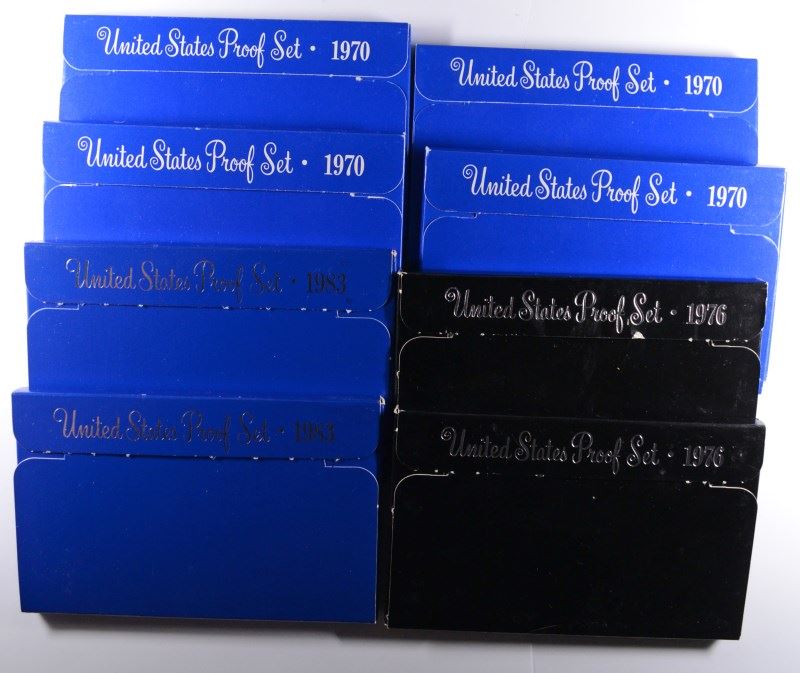 United States Proof Set • 1970
United States Proof Set • 1970
United States Proof Set • 1983
United States Proof Set • 1983
United States Proof Set • 1970
United States Proof Set • 1970
United States Proof Set • 1976
United States Proof Set • 1976